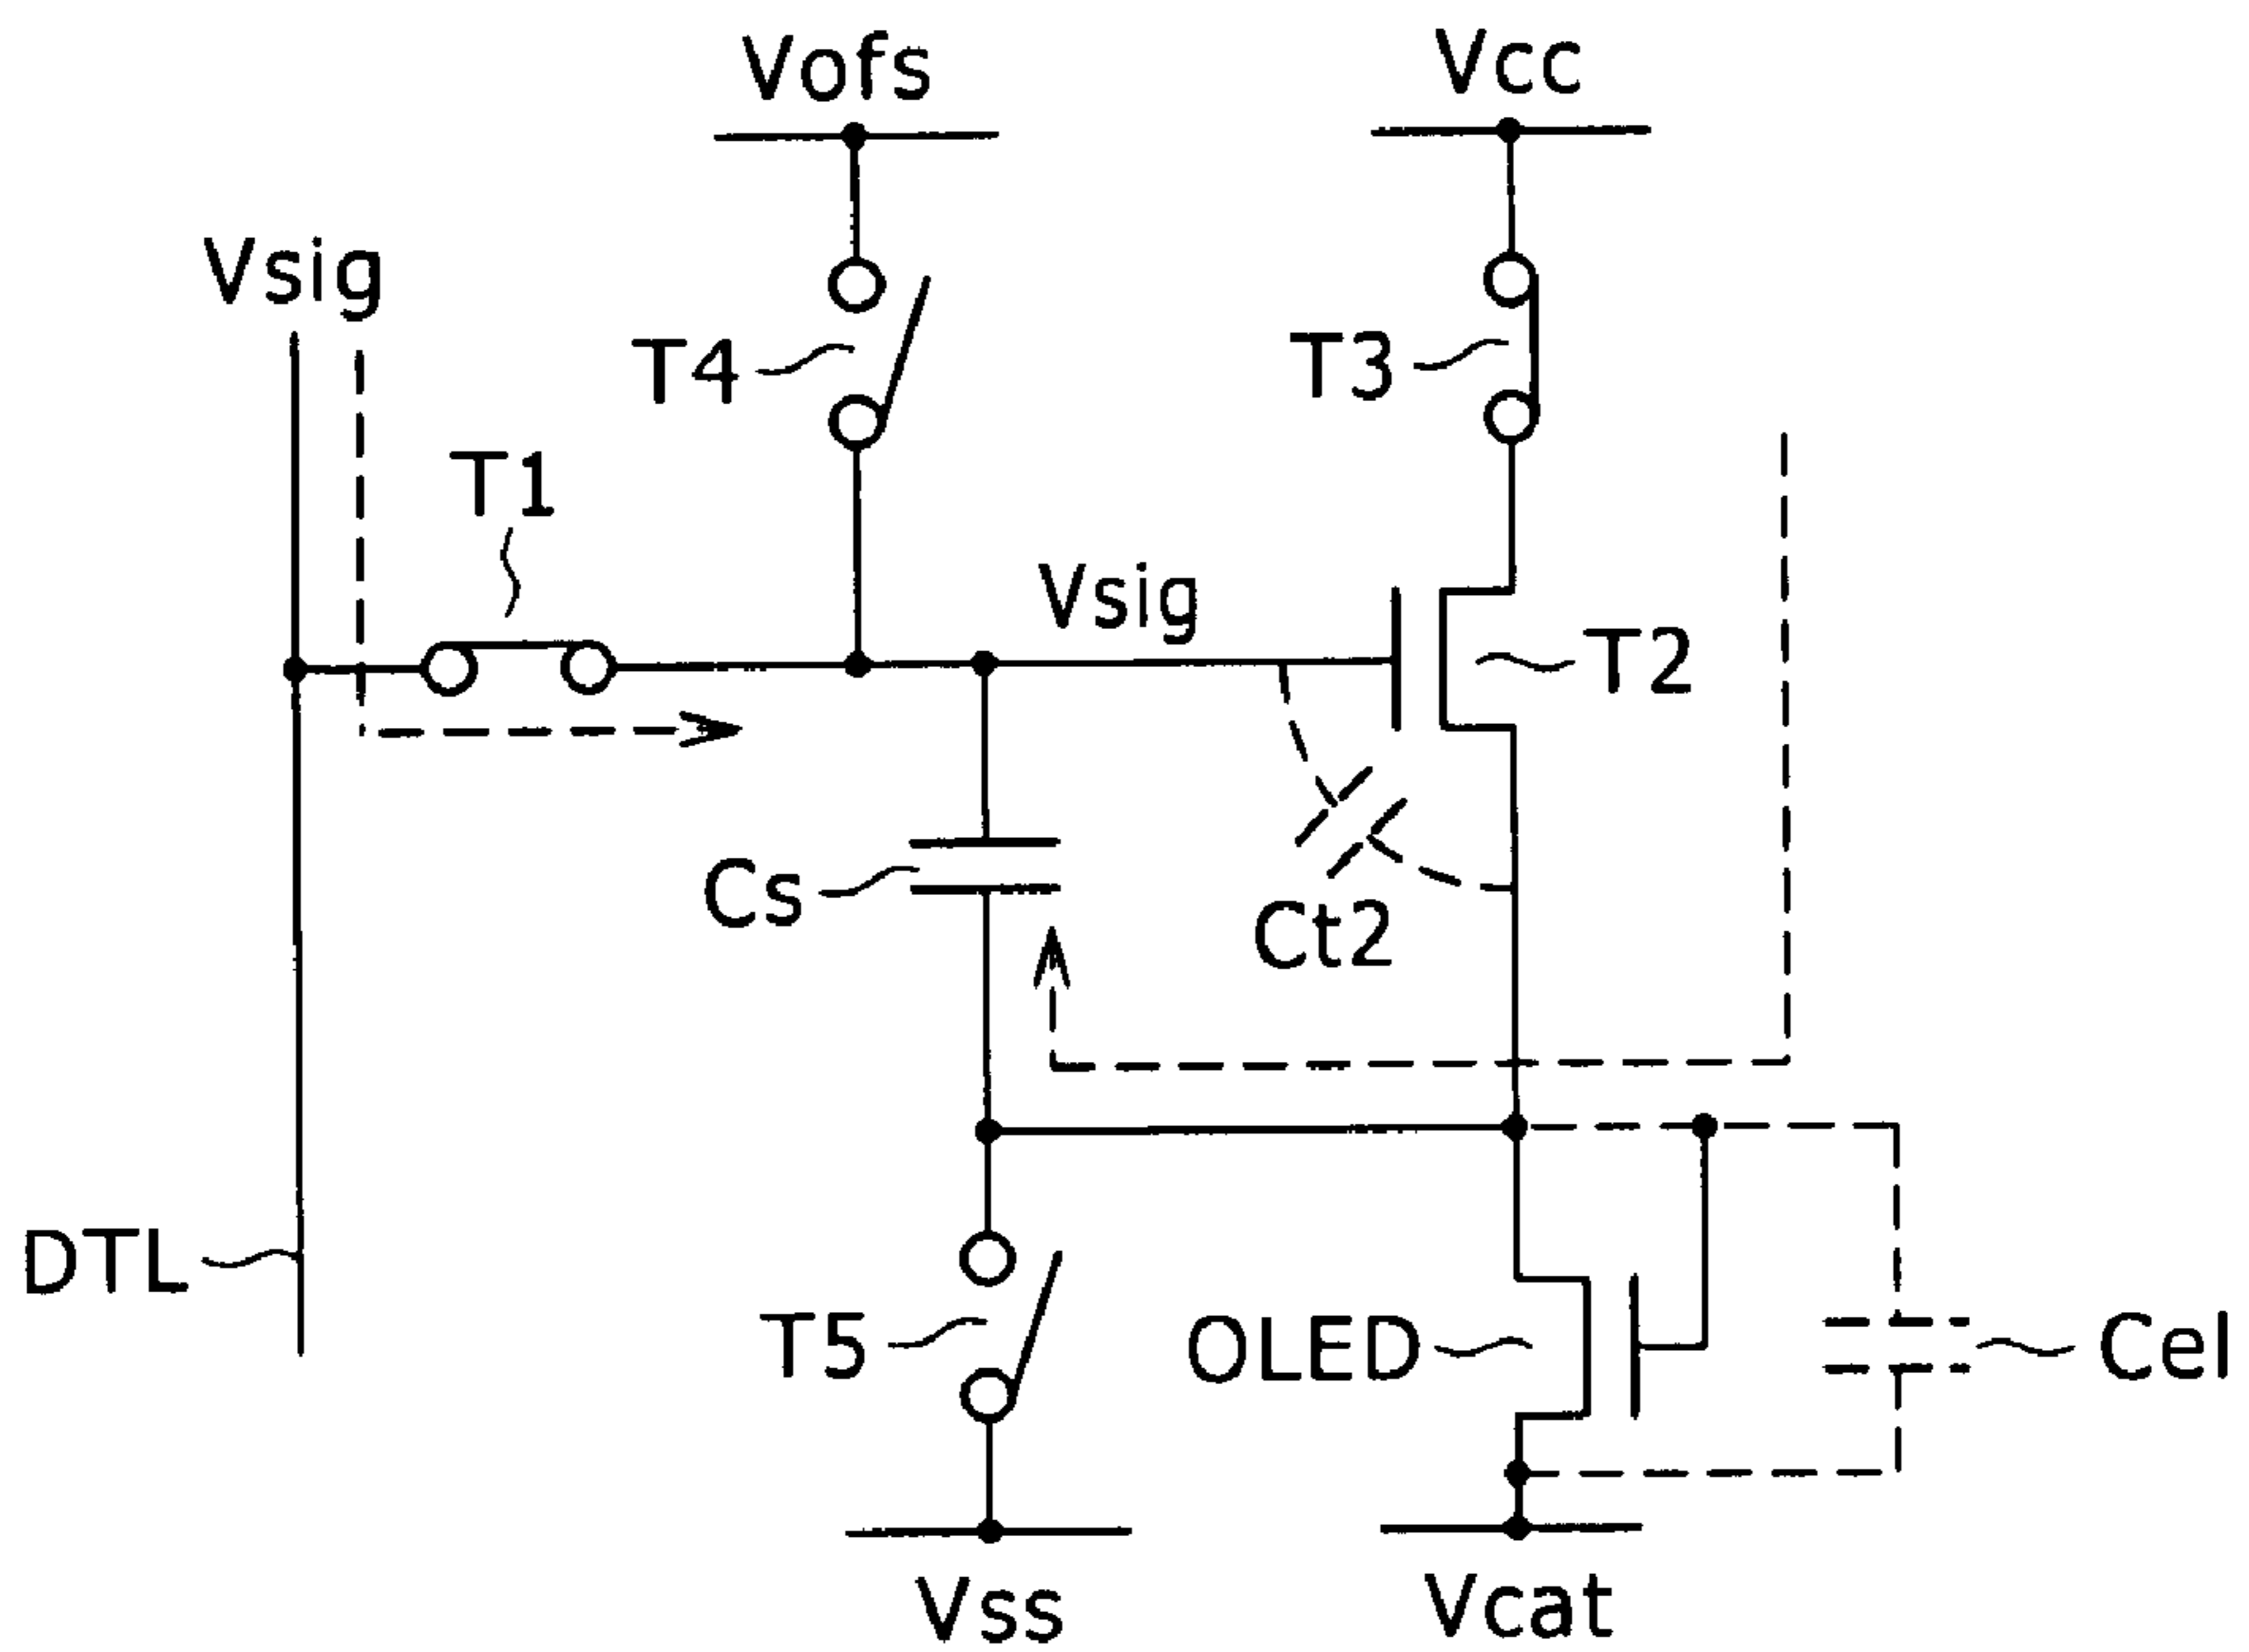 Vofs
Vcc
Vsig
T4
T3
T1
Vsig
T2
Cs
Ct2
DTL
T5
OLED
Cel
Vss
Vcat